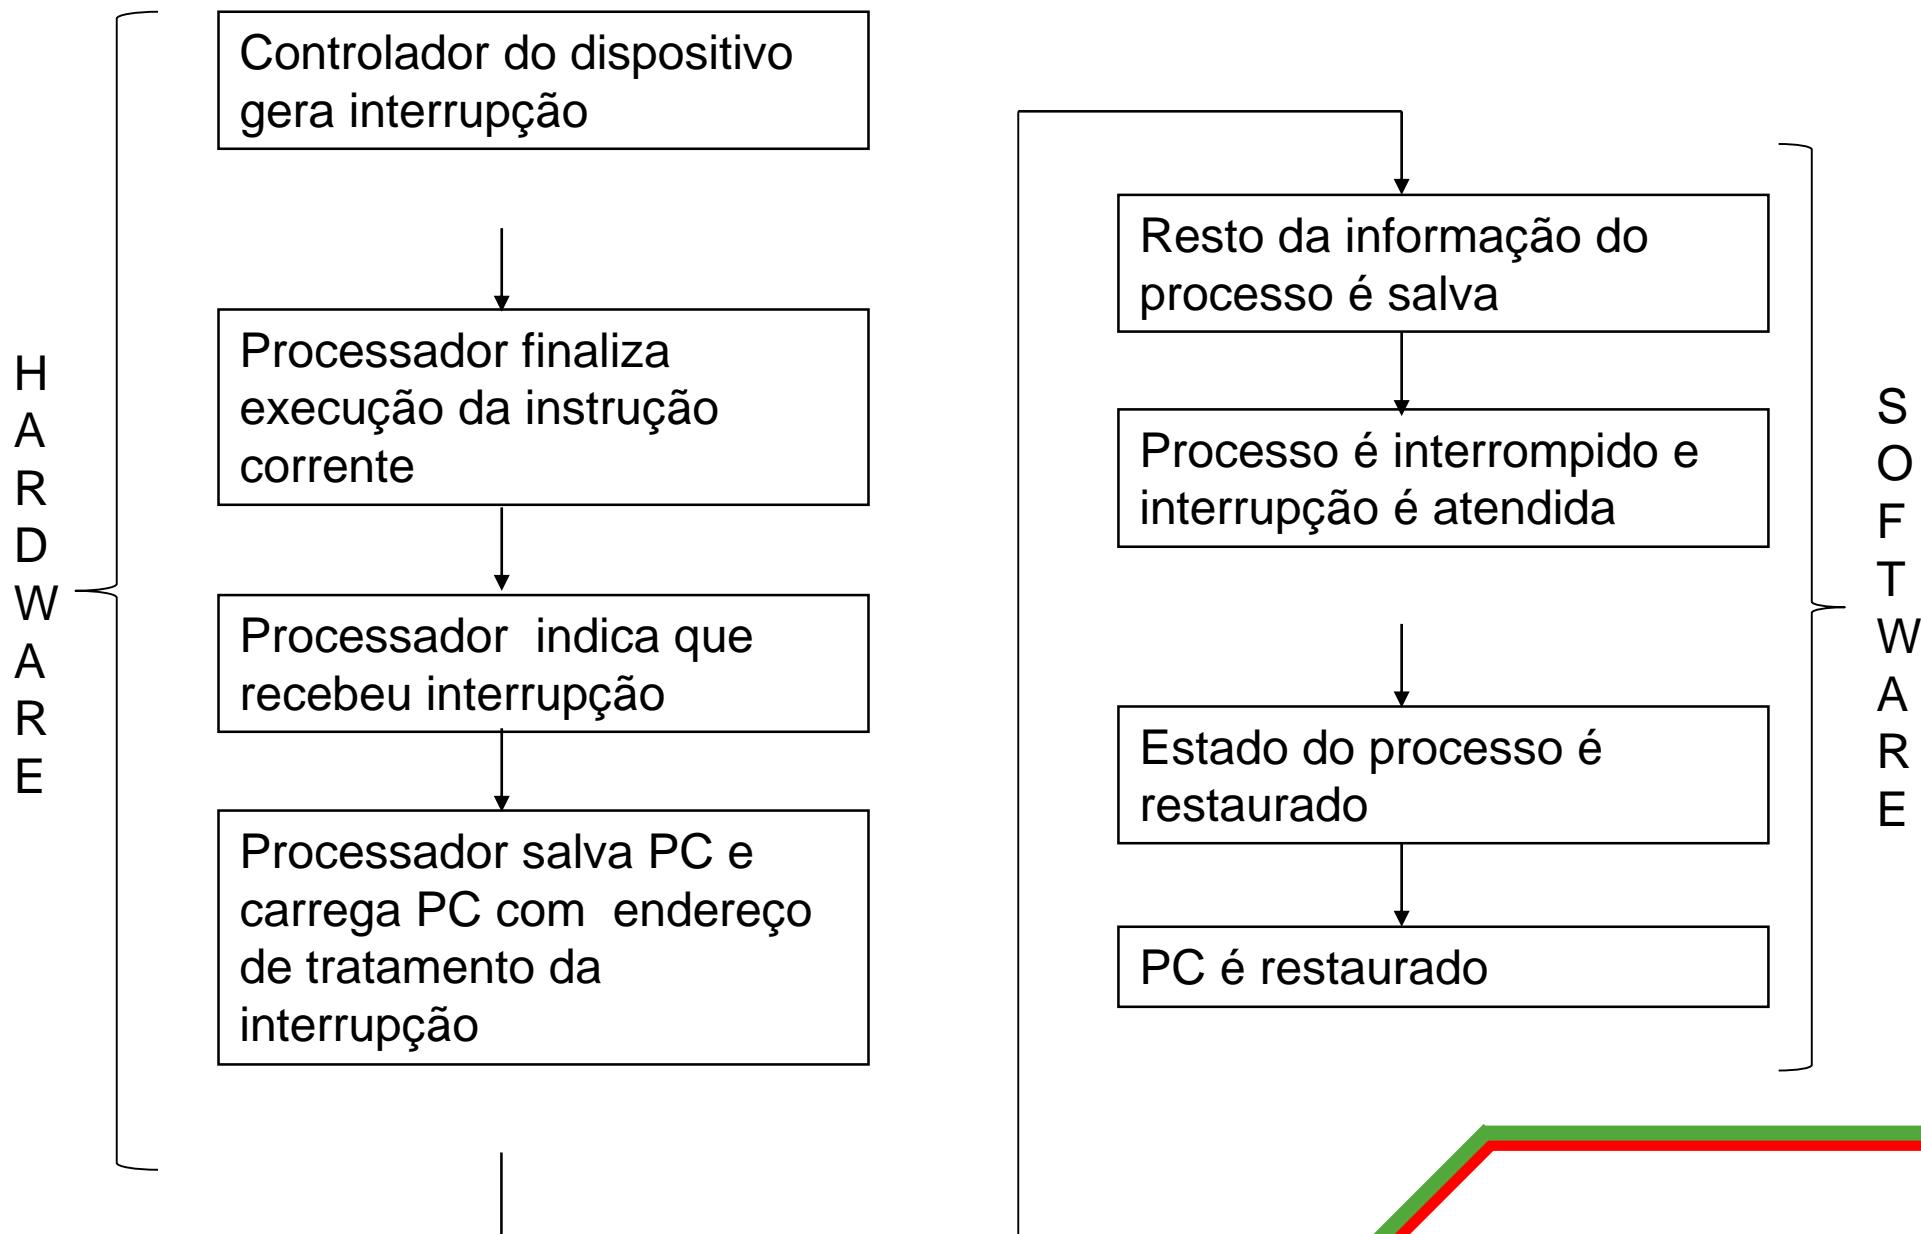 Controlador do dispositivo
gera interrupção
Processador finaliza
execução da instrução
corrente
Processador  indica que
recebeu interrupção
Processador salva PC e
carrega PC com  endereço
de tratamento da
interrupção
H
A
R
D
W
A
R
E
Resto da informação do
processo é salva
Processo é interrompido e
interrupção é atendida
Estado do processo é
restaurado
PC é restaurado
S
O
F
T
W
A
R
E